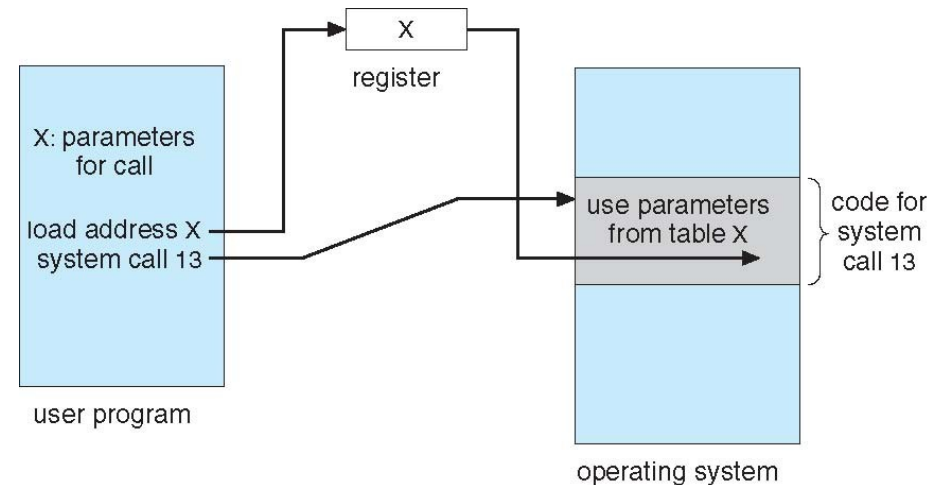 X
register
X: parameters
for call
load address X
system call 13
user program
use parameters
from table X
code for
system
call 13
operating system